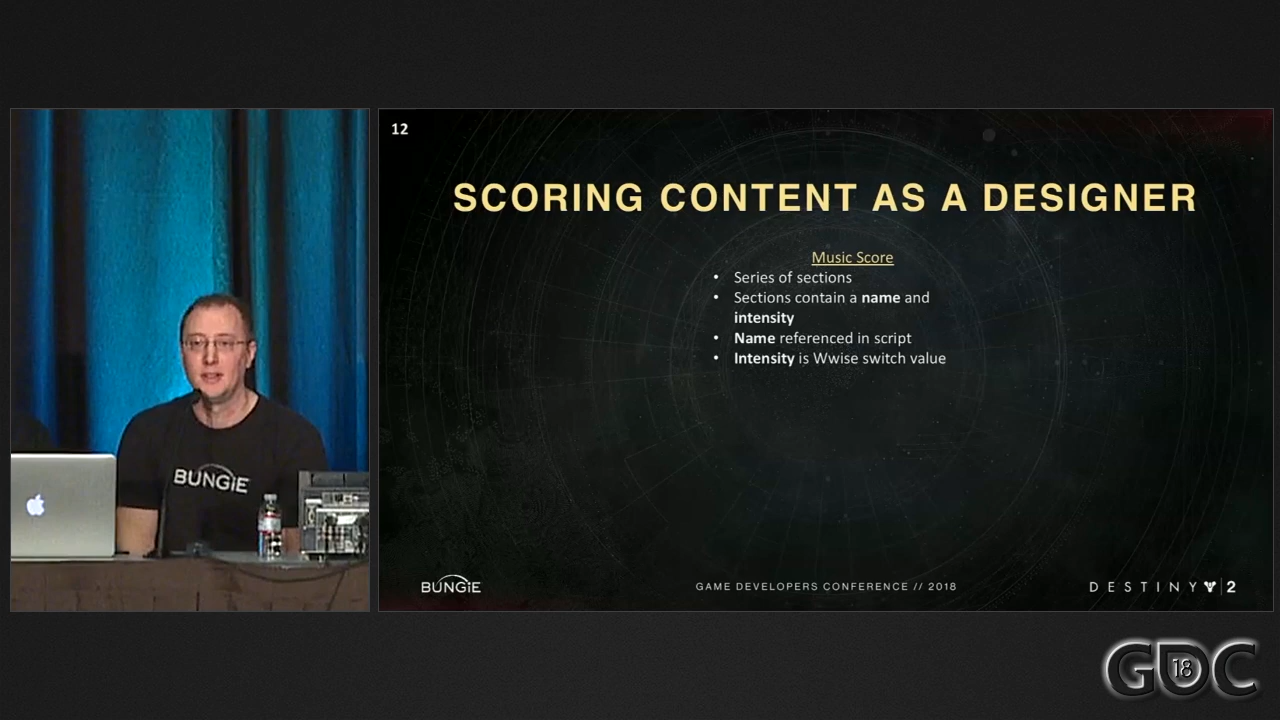 12
SCORING CONTENT AS A DESIGNER
Music Score
• Series of sections
• Sections contain a name and
intensity
• Name referenced in script
• Intensity is Wwise switch value
BUNGiE
BUNGiE
GAME DEVELOPERS CONFERENCE // 2018
DESTINY 2
GDC
18